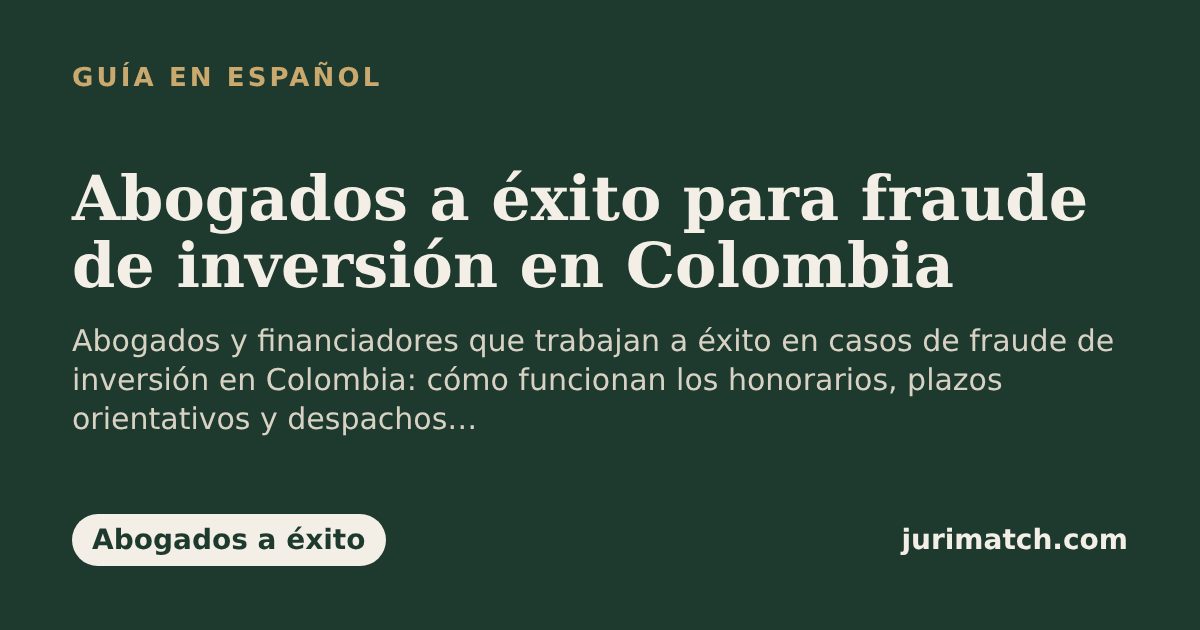 GUÍA EN ESPAÑOL
Abogados a éxito para fraude
de inversión en Colombia
Abogados y financiadores que trabajan a éxito en casos de fraude de
inversión en Colombia: cómo funcionan los honorarios, plazos
orientativos y despachos…
Abogados a éxito
jurimatch.com